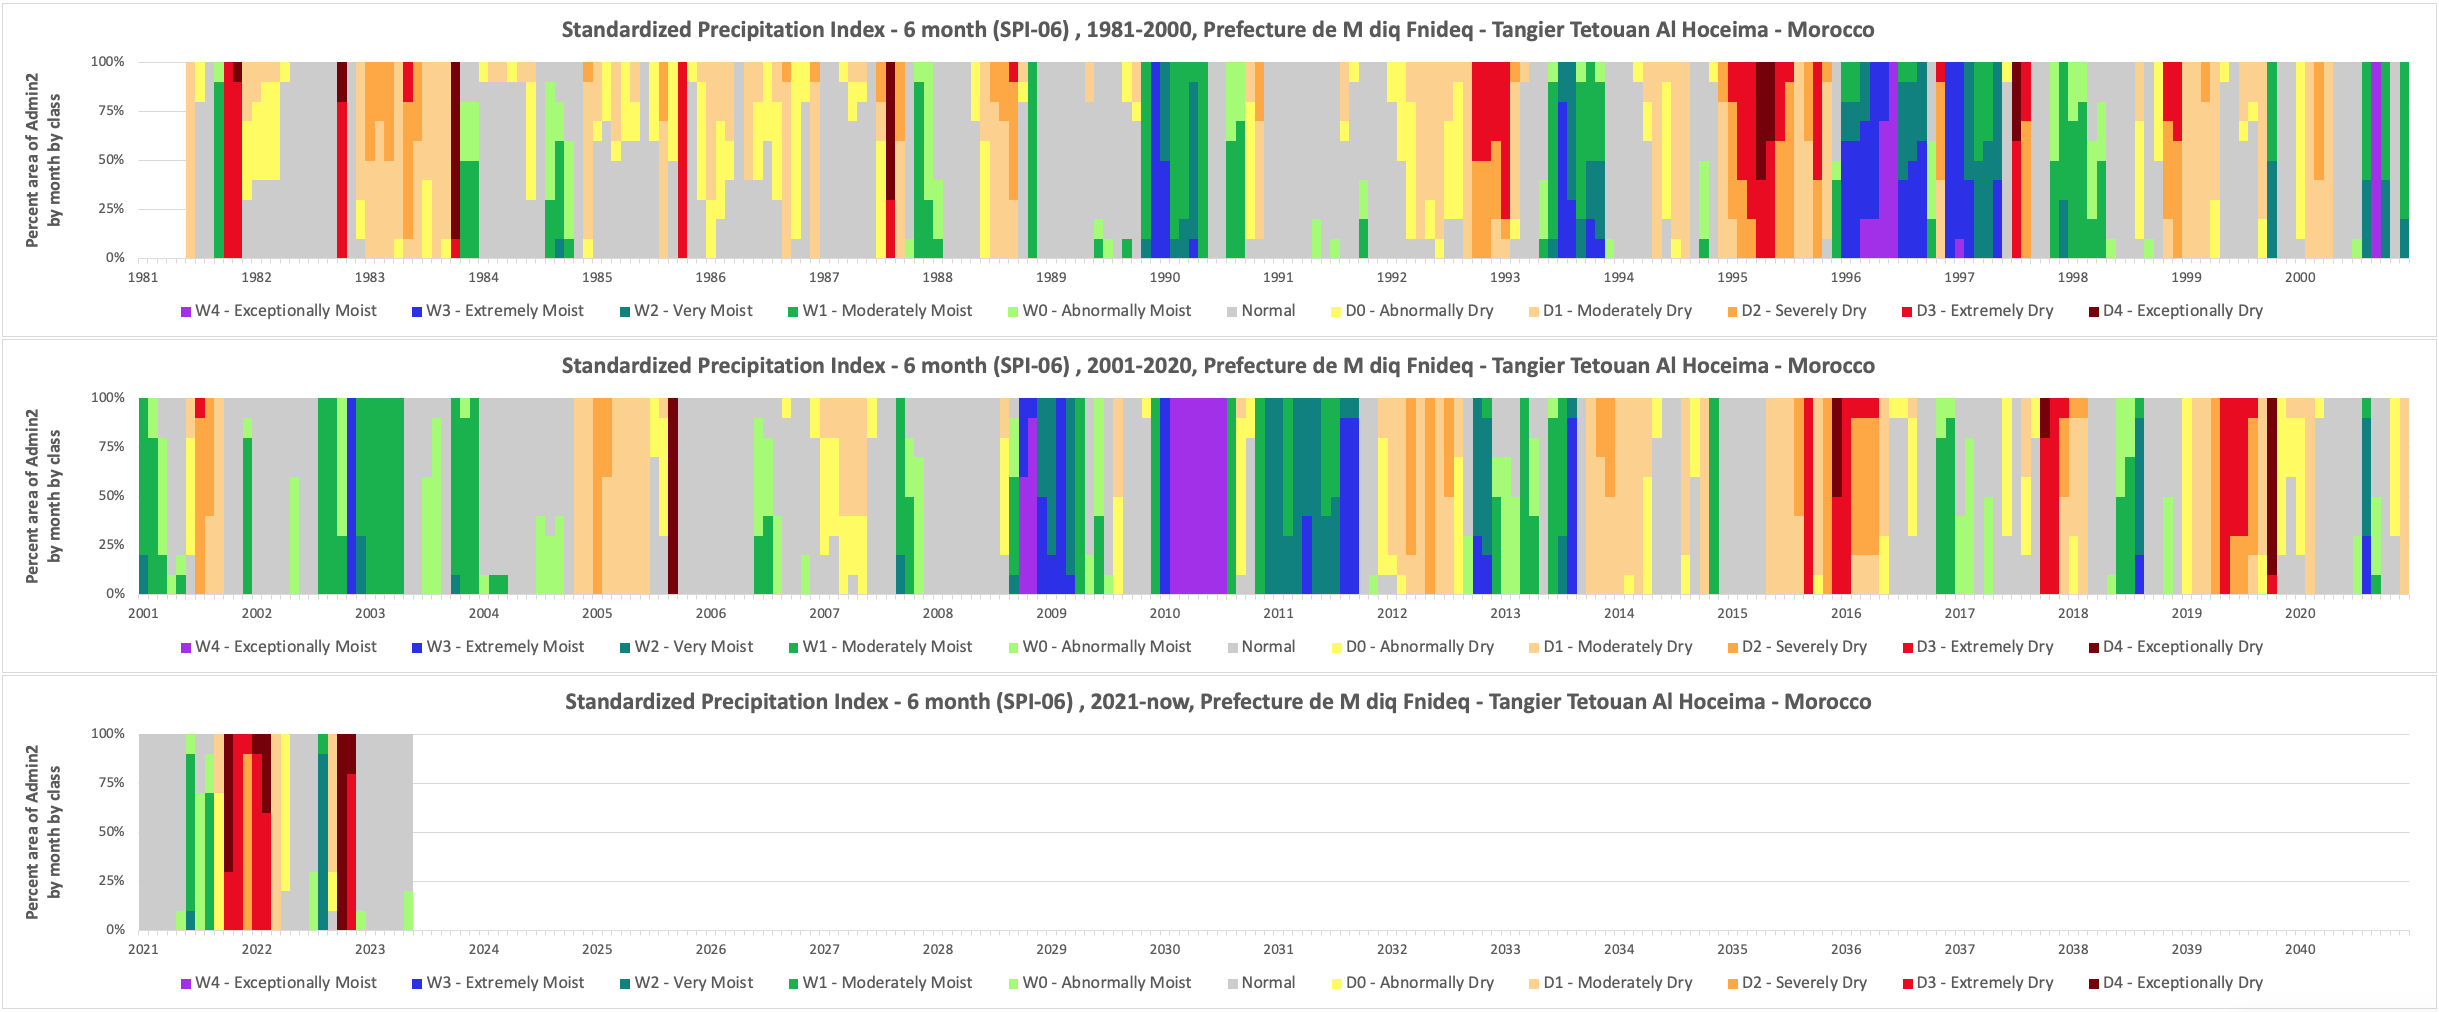 Standardized Precipitation Index - 6 month (SPI-06) , 1981-2000, Prefecture de M diq Fnideq - Tangier Tetouan Al Hoceima - Morocco
Percent area of Admin2
by month by class
100%
75%
50%
25%
0%
1981 1982 1983 1984 1985 1986 1987 1988 1989 1990 1991 1992 1993 1994 1995 1996 1997 1998 1999 2000
W4 - Exceptionally Moist W3 - Extremely Moist W2 - Very Moist W1 - Moderately Moist W0 - Abnormally Moist Normal D0 - Abnormally Dry D1 - Moderately Dry D2 - Severely Dry D3 - Extremely Dry D4 - Exceptionally Dry
Standardized Precipitation Index - 6 month (SPI-06) , 2001-2020, Prefecture de M diq Fnideq - Tangier Tetouan Al Hoceima - Morocco
Percent area of Admin2
by month by class
100%
75%
50%
25%
0%
2001 2002 2003 2004 2005 2006 2007 2008 2009 2010 2011 2012 2013 2014 2015 2016 2017 2018 2019 2020
W4 - Exceptionally Moist W3 - Extremely Moist W2 - Very Moist W1 - Moderately Moist W0 - Abnormally Moist Normal D0 - Abnormally Dry D1 - Moderately Dry D2 - Severely Dry D3 - Extremely Dry D4 - Exceptionally Dry
Standardized Precipitation Index - 6 month (SPI-06) , 2021-now, Prefecture de M diq Fnideq - Tangier Tetouan Al Hoceima - Morocco
Percent area of Admin2
by month by class
100%
75%
50%
25%
0%
2021 2022 2023 2024 2025 2026 2027 2028 2029 2030 2031 2032 2033 2034 2035 2036 2037 2038 2039 2040
W4 - Exceptionally Moist W3 - Extremely Moist W2 - Very Moist W1 - Moderately Moist W0 - Abnormally Moist Normal D0 - Abnormally Dry D1 - Moderately Dry D2 - Severely Dry D3 - Extremely Dry D4 - Exceptionally Dry